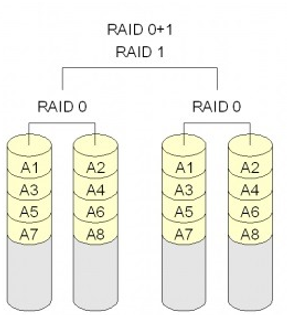 RAID 0+1
RAID 1
RAID 0 RAID 0
A1 A2 A1 A2
A3 A4 A3 A4
A5 A6 A5 A6
A7 A8 A7 A8